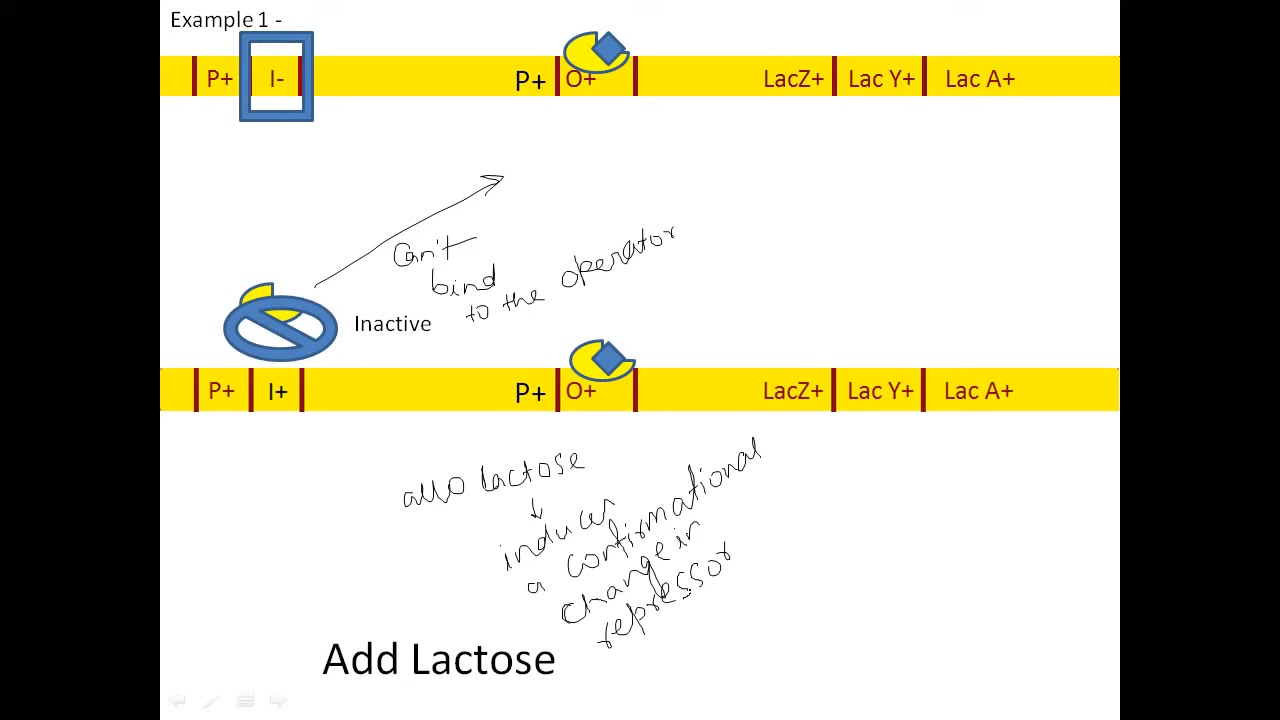 Example 1 -
P+ I- P+ O+ LacZ+ Lac Y+ Lac A+
Can't
bind
to the operator
Inactive
P+ I+ P+ O+ LacZ+ Lac Y+ Lac A+
allo lactose
↓
induces
a confirmational
change in
repressor
Add Lactose